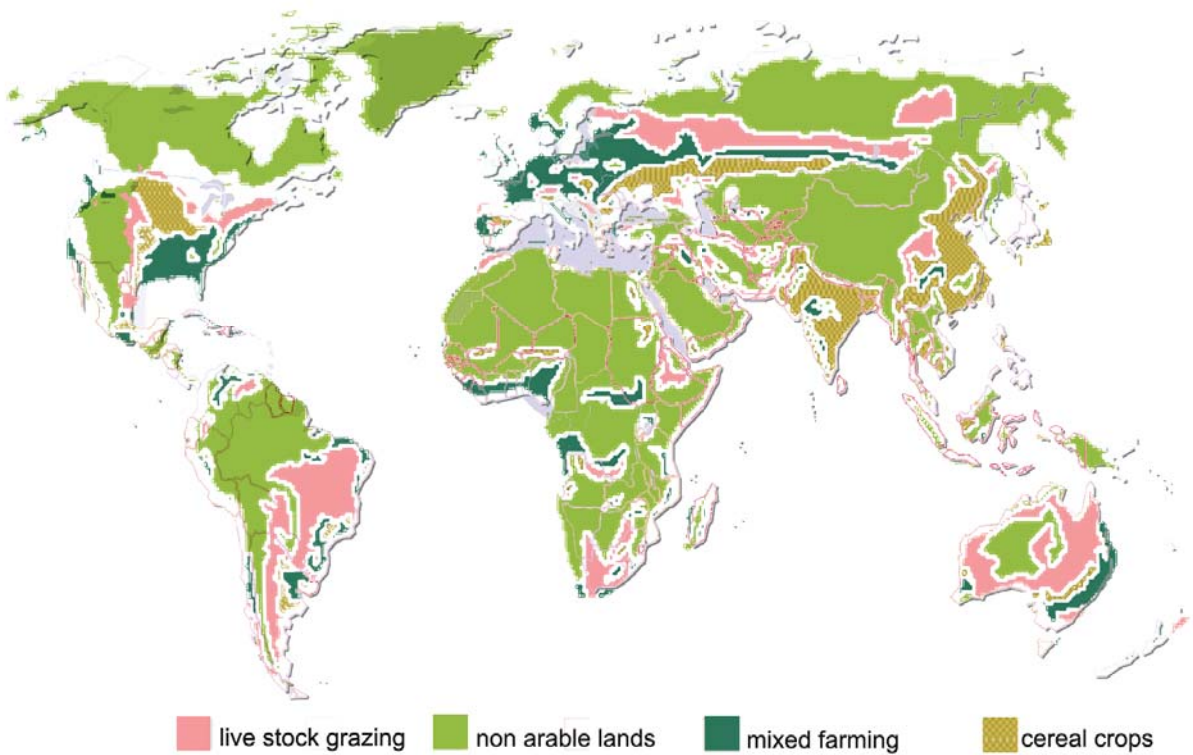 live stock grazing
non arable lands
mixed farming
cereal crops